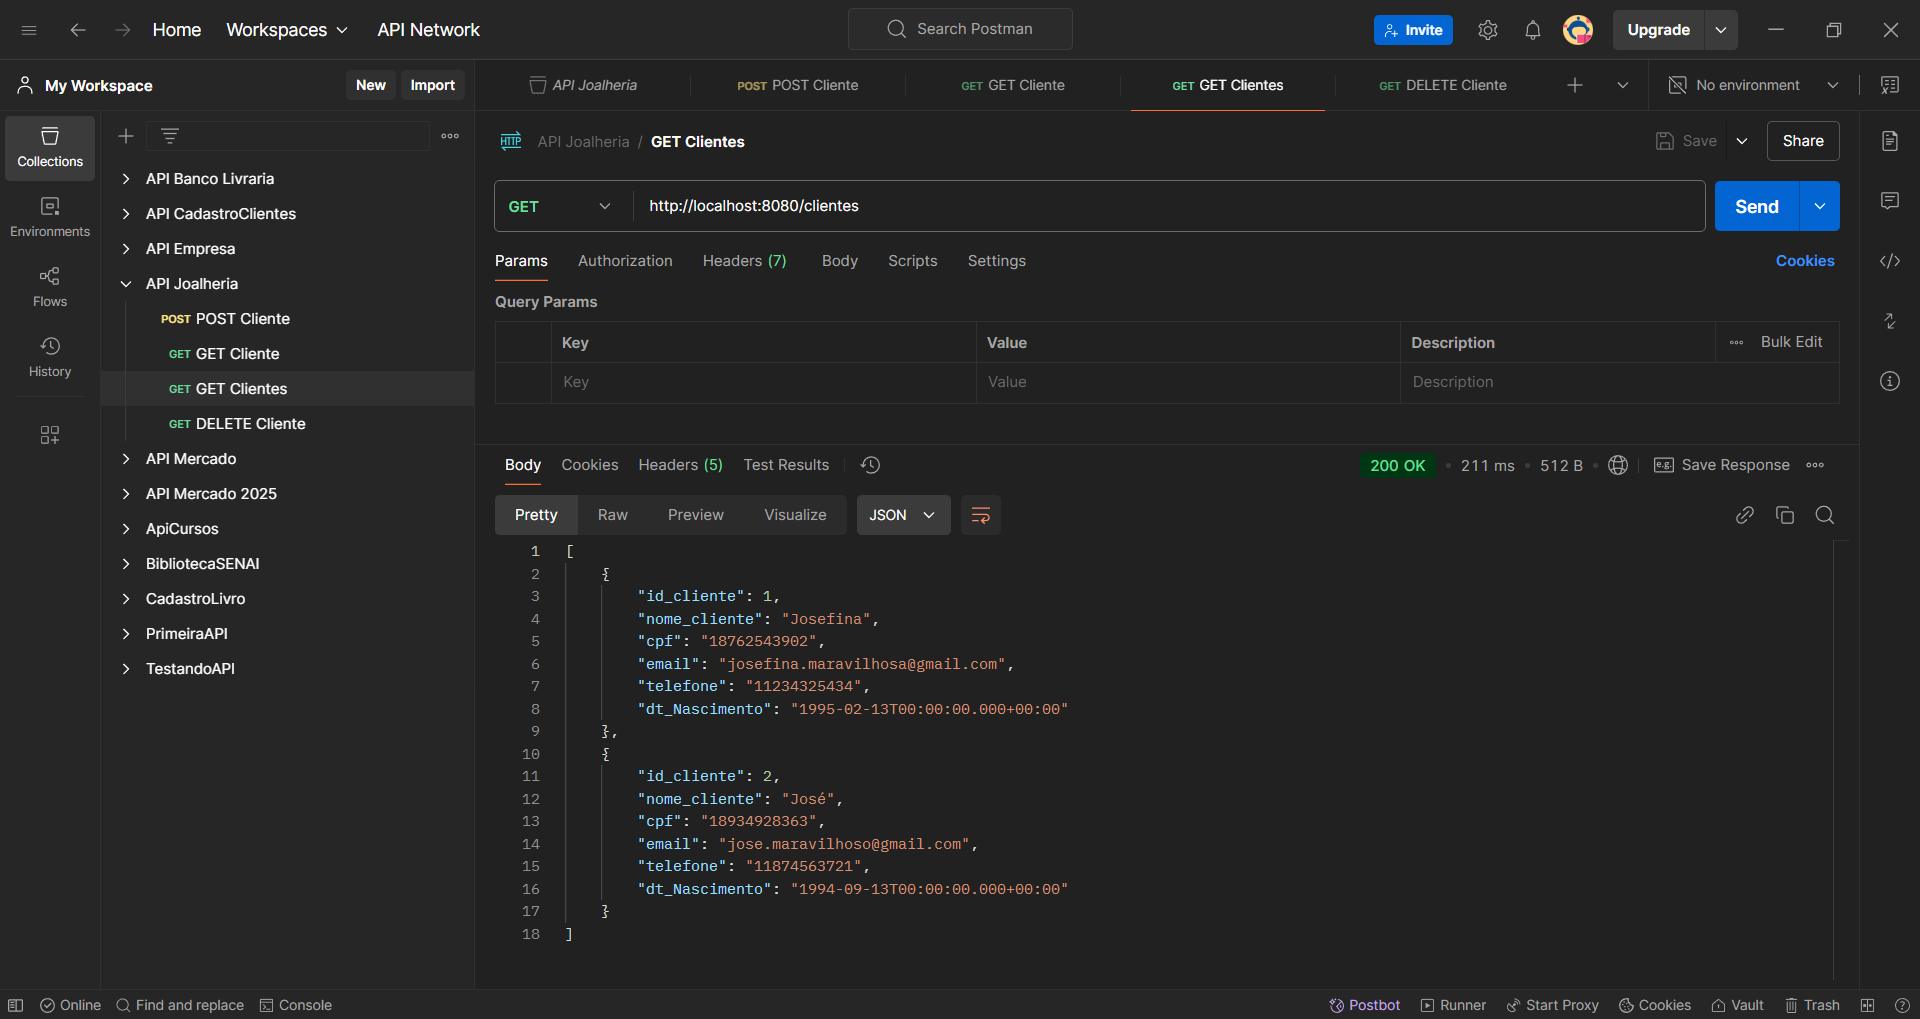 Home Workspaces API Network Search Postman Invite Upgrade
My Workspace New Import API Joalheria POST POST Cliente GET GET Cliente GET GET Clientes GET DELETE Cliente No environment
Collections
Environments
Flows
History
API Banco Livraria
API CadastroClientes
API Empresa
API Joalheria
POST POST Cliente
GET GET Cliente
GET GET Clientes
GET DELETE Cliente
API Mercado
API Mercado 2025
ApiCursos
BibliotecaSENAI
CadastroLivro
PrimeiraAPI
TestandoAPI
HTTP API Joalheria / GET Clientes Save Share
GET http://localhost:8080/clientes Send
Params Authorization Headers (7) Body Scripts Settings Cookies
Query Params
Key Value Description Bulk Edit
Key Value Description
Body Cookies Headers (5) Test Results 200 OK 211 ms 512 B e.g. Save Response
Pretty Raw Preview Visualize JSON
1 [
2 {
3 "id_cliente": 1,
4 "nome_cliente": "Josefina",
5 "cpf": "18762543902",
6 "email": "josefina.maravilhosa@gmail.com",
7 "telefone": "11234325434",
8 "dt_Nascimento": "1995-02-13T00:00:00.000+00:00"
9 },
10 {
11 "id_cliente": 2,
12 "nome_cliente": "José",
13 "cpf": "18934928363",
14 "email": "jose.maravilhoso@gmail.com",
15 "telefone": "11874563721",
16 "dt_Nascimento": "1994-09-13T00:00:00.000+00:00"
17 }
18 ]
Online Find and replace Console Postbot Runner Start Proxy Cookies Vault Trash